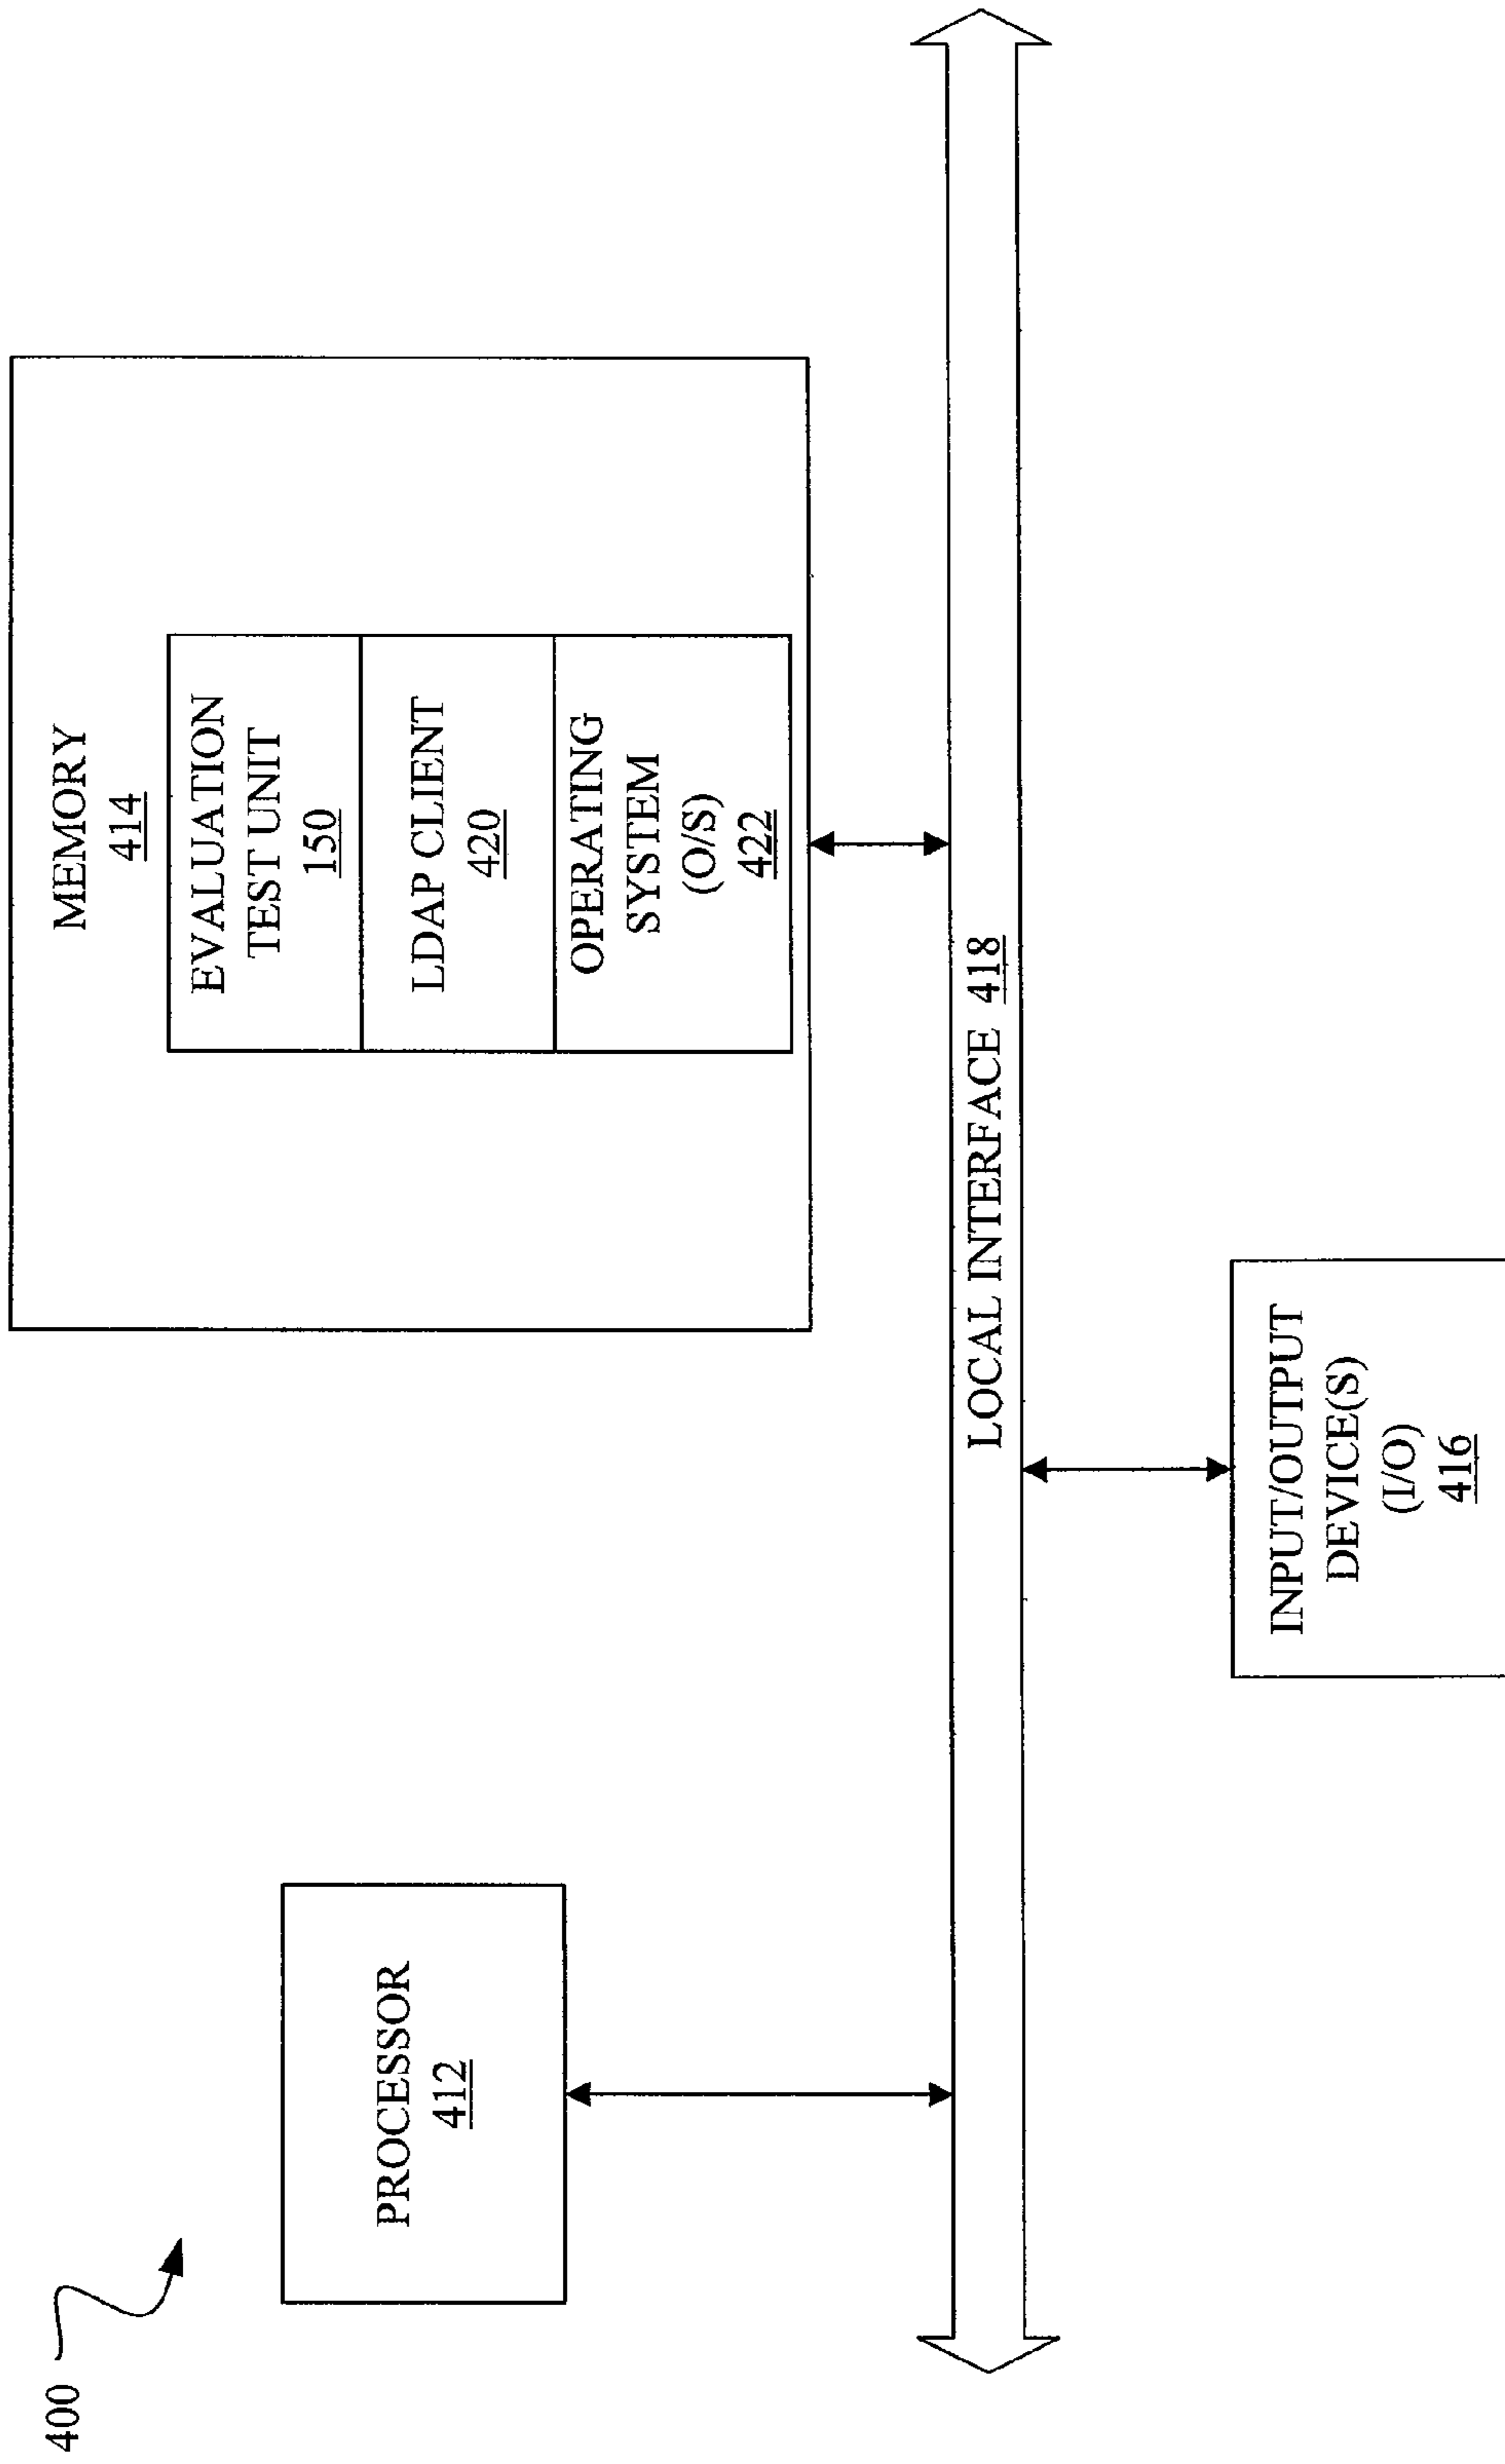 400
PROCESSOR
412
MEMORY
414
EVALUATION
TEST UNIT
150
LDAP CLIENT
420
OPERATING
SYSTEM
(O/S)
422
LOCAL INTERFACE 418
INPUT/OUTPUT
DEVICE(S)
(I/O)
416